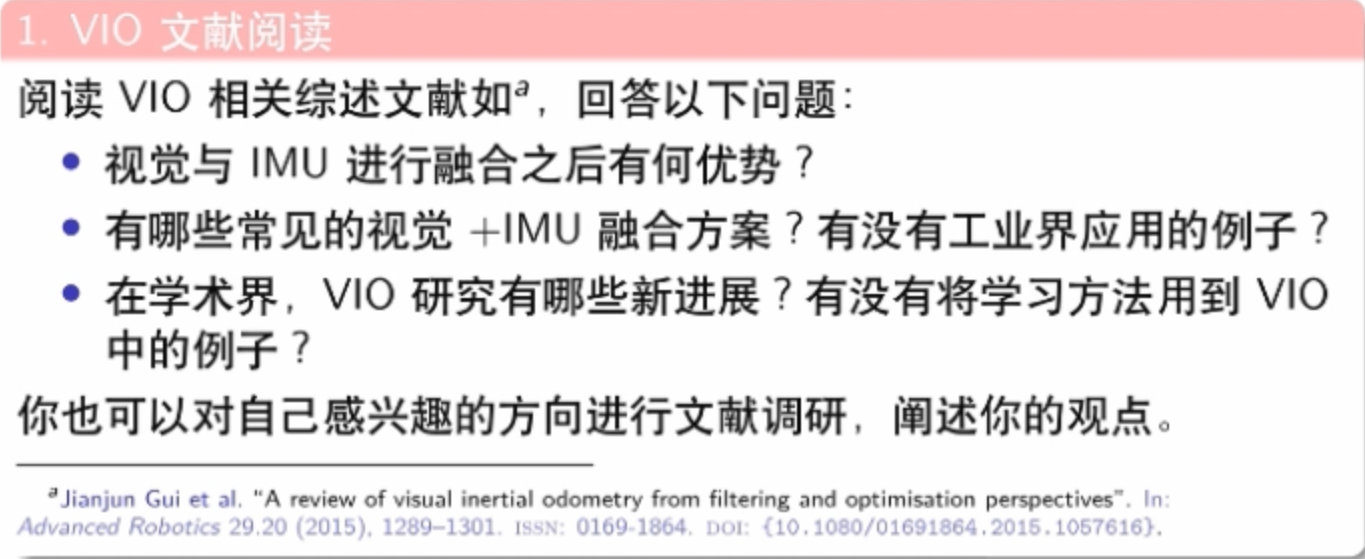 1. VIO 文献阅读
阅读 VIO 相关综述文献如a，回答以下问题：
• 视觉与 IMU 进行融合之后有何优势？
• 有哪些常见的视觉 +IMU 融合方案？有没有工业界应用的例子？
• 在学术界，VIO 研究有哪些新进展？有没有将学习方法用到 VIO
中的例子？
你也可以对自己感兴趣的方向进行文献调研，阐述你的观点。
aJianjun Gui et al. “A review of visual inertial odometry from filtering and optimisation perspectives”. In:
Advanced Robotics 29.20 (2015), 1289–1301. ISSN: 0169-1864. DOI: {10.1080/01691864.2015.1057616}.